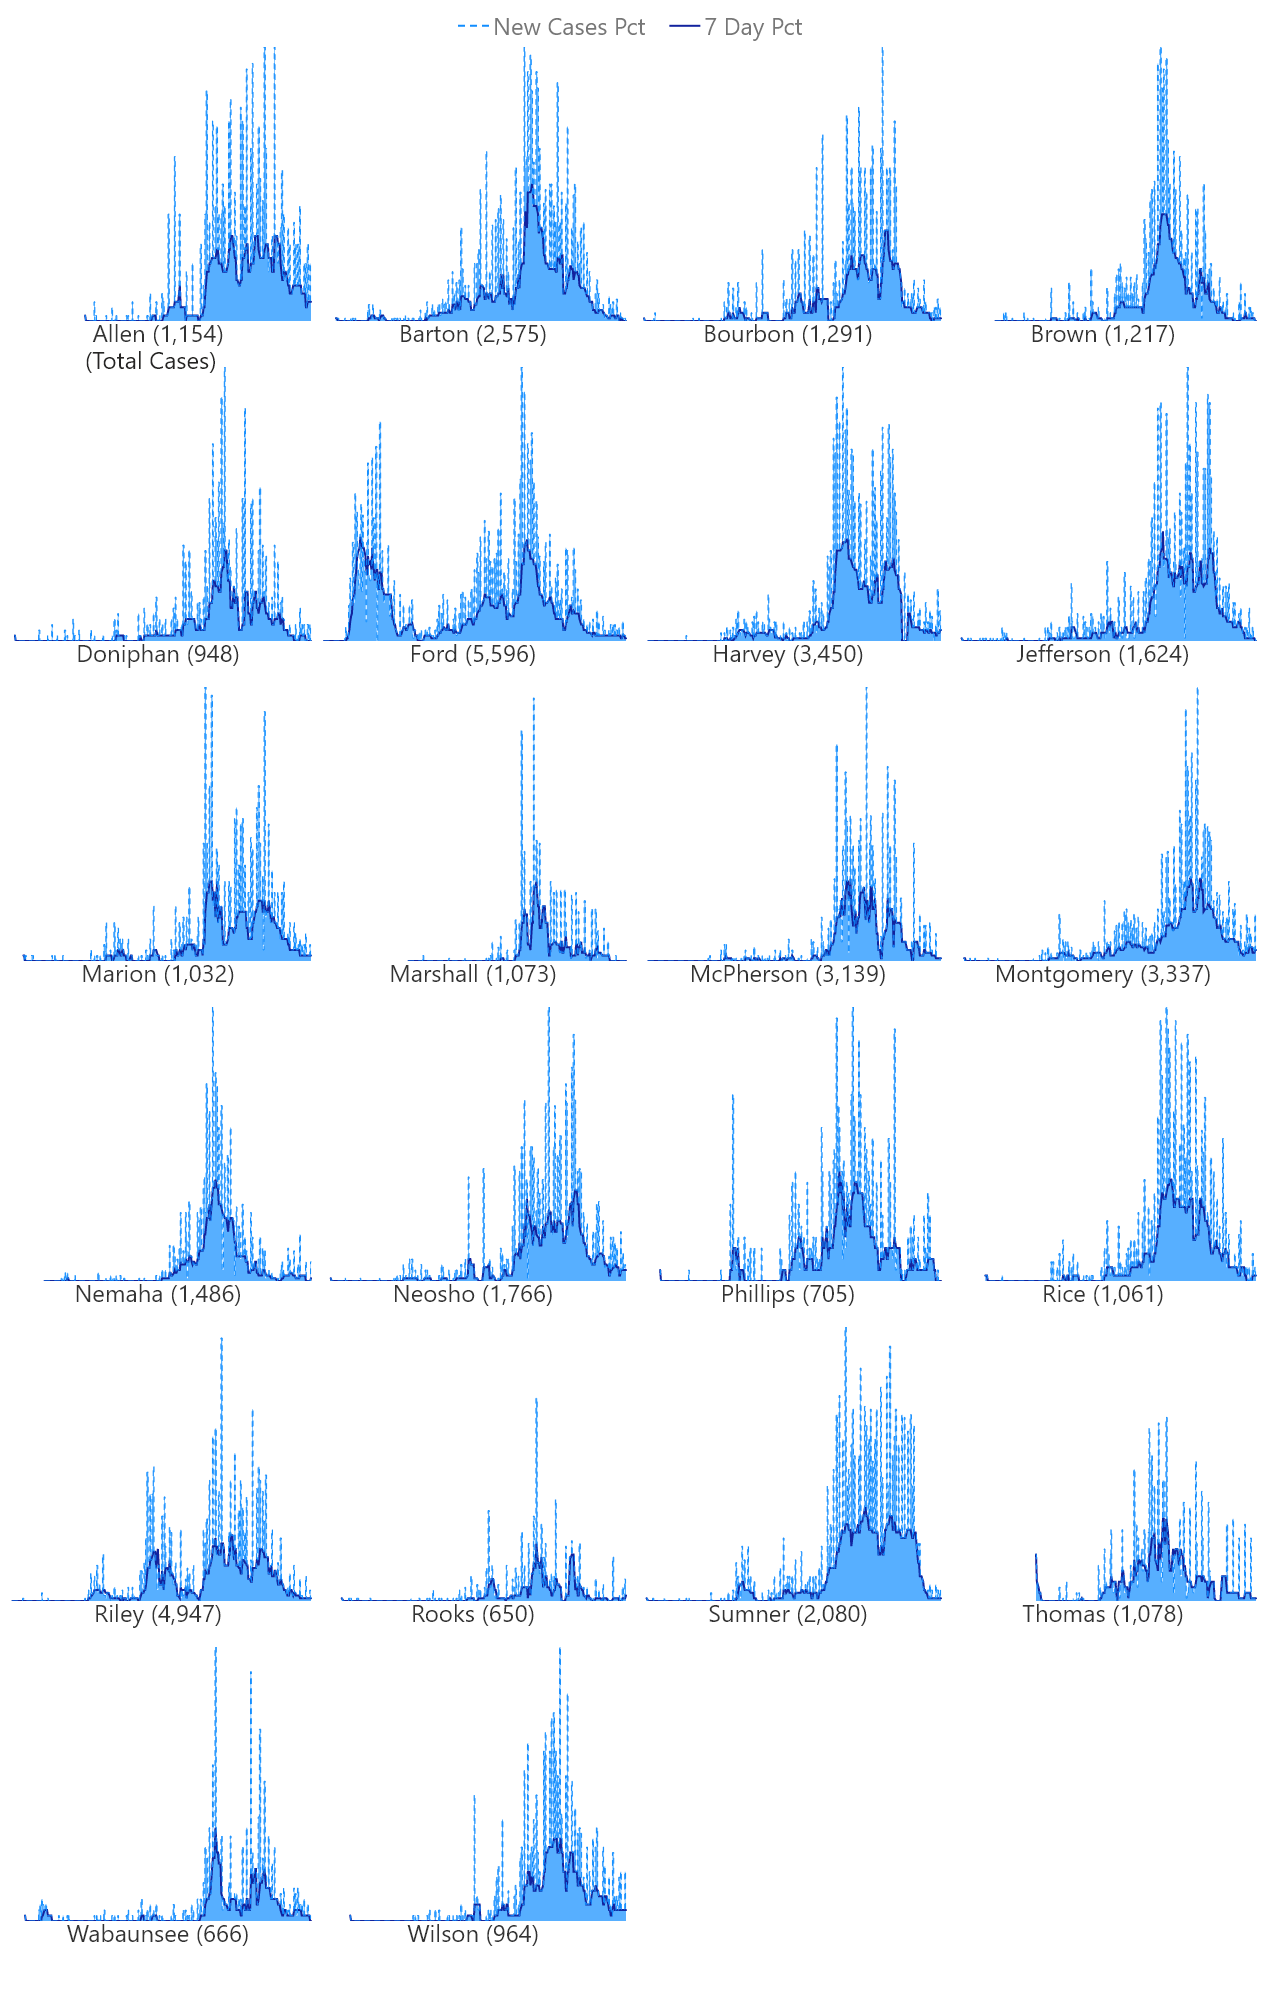 New Cases Pct 7 Day Pct
Allen (1,154) Barton (2,575) Bourbon (1,291) Brown (1,217)
(Total Cases)
Doniphan (948) Ford (5,596) Harvey (3,450) Jefferson (1,624)
Marion (1,032) Marshall (1,073) McPherson (3,139) Montgomery (3,337)
Nemaha (1,486) Neosho (1,766) Phillips (705) Rice (1,061)
Riley (4,947) Rooks (650) Sumner (2,080) Thomas (1,078)
Wabaunsee (666) Wilson (964)